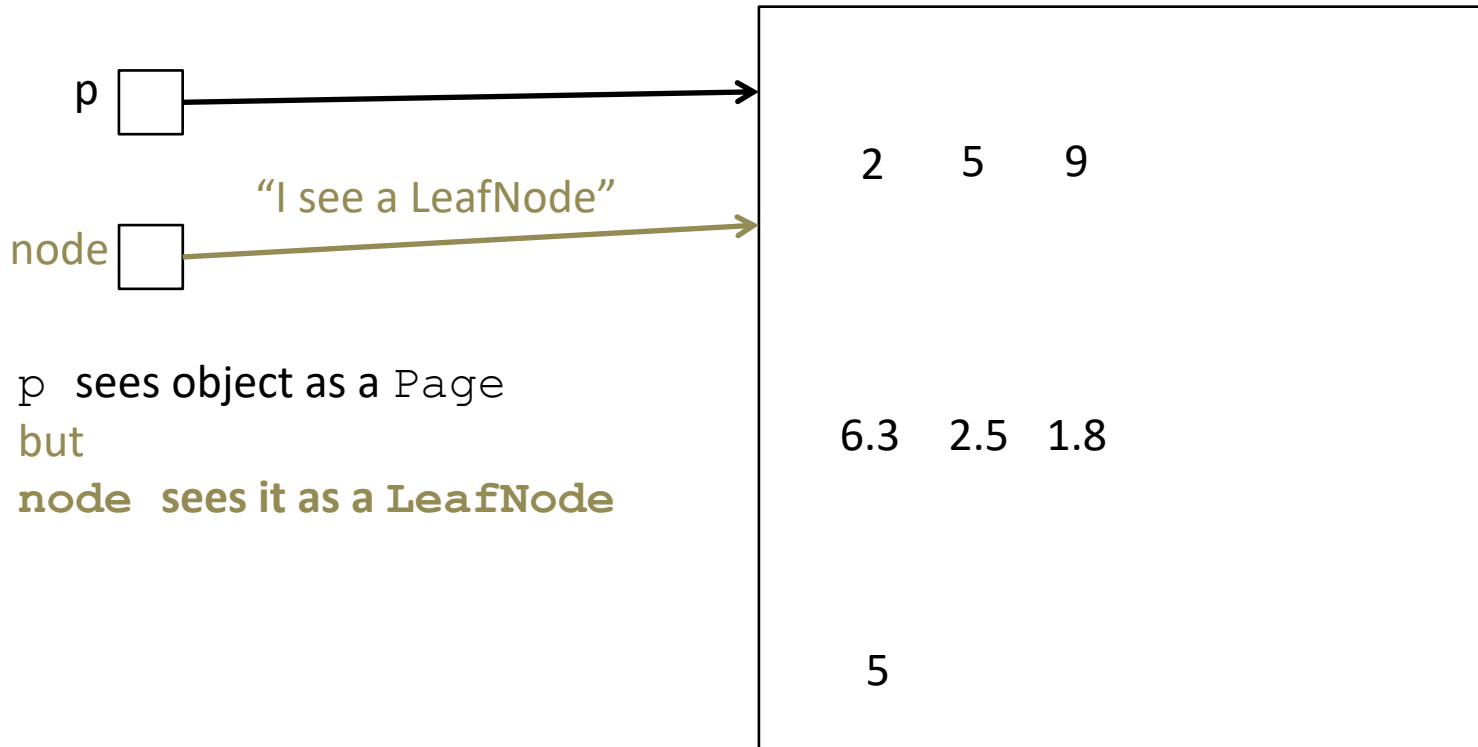 p
2 5 9
“I see a LeafNode”
node
p sees object as a Page
but
node sees it as a LeafNode
6.3 2.5 1.8
5